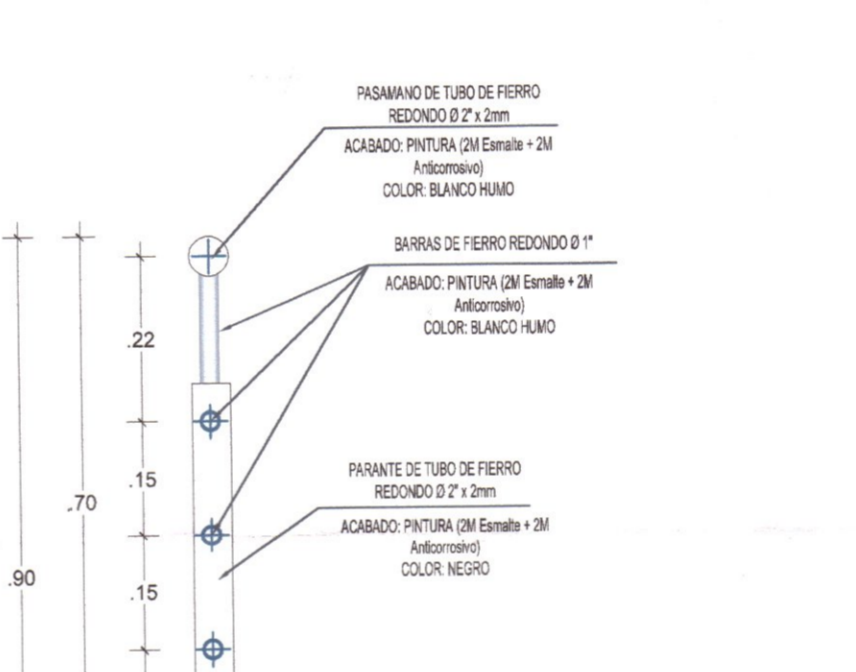 PASAMANO DE TUBO DE FIERRO
REDONDO Ø 2" x 2mm
ACABADO: PINTURA (2M Esmalte + 2M
Anticorrosivo)
COLOR: BLANCO HUMO
BARRAS DE FIERRO REDONDO Ø 1"
ACABADO: PINTURA (2M Esmalte + 2M
Anticorrosivo)
COLOR: BLANCO HUMO
.22
PARANTE DE TUBO DE FIERRO
REDONDO Ø 2" x 2mm
ACABADO: PINTURA (2M Esmalte + 2M
Anticorrosivo)
COLOR: NEGRO
.15
.70
.90
.15